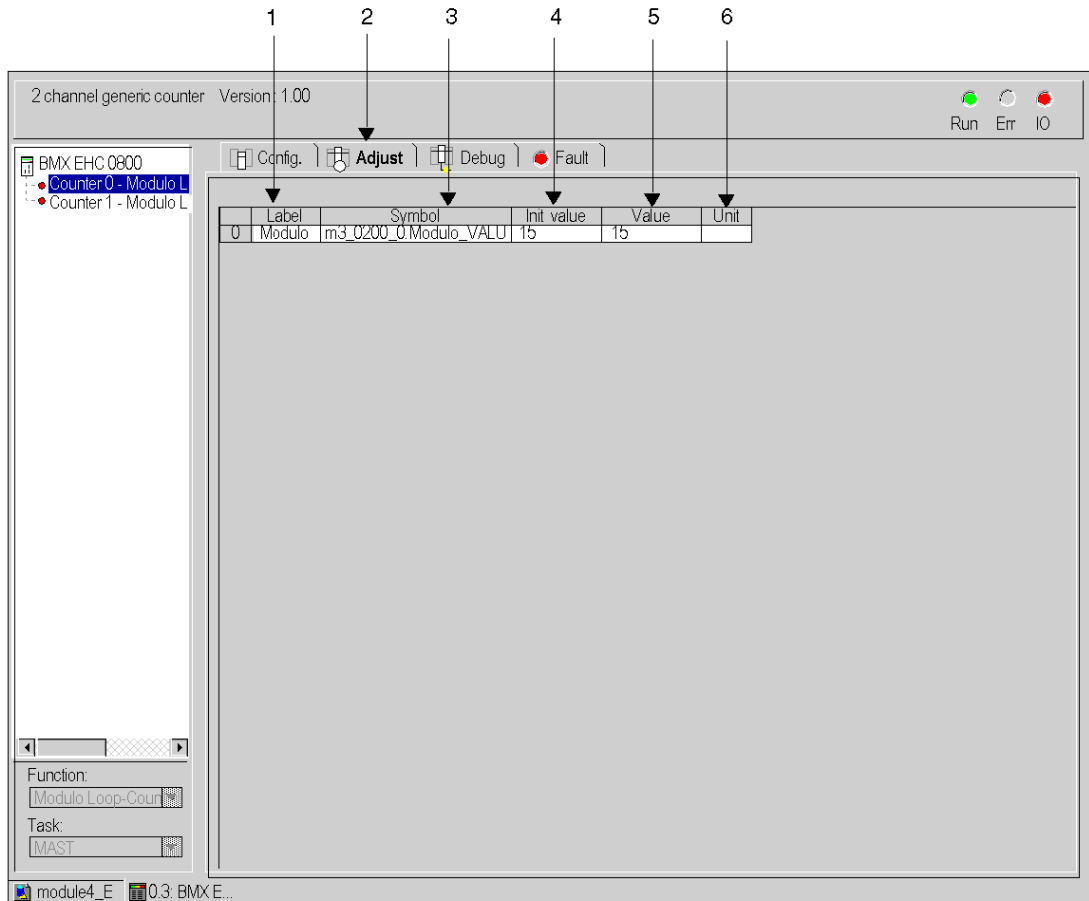 1 2 3 4 5 6
2 channel generic counter Version: 1.00
Run Err IO
BMX EHC 0800
Counter 0 - Modulo L
Counter 1 - Modulo L
Config. Adjust Debug Fault
Label Symbol Init value Value Unit
0 Modulo m3_0200_0.Modulo_VALU 15 15
Function:
Modulo Loop-Coun
Task:
MAST
module4_E 0.3: BMX E...